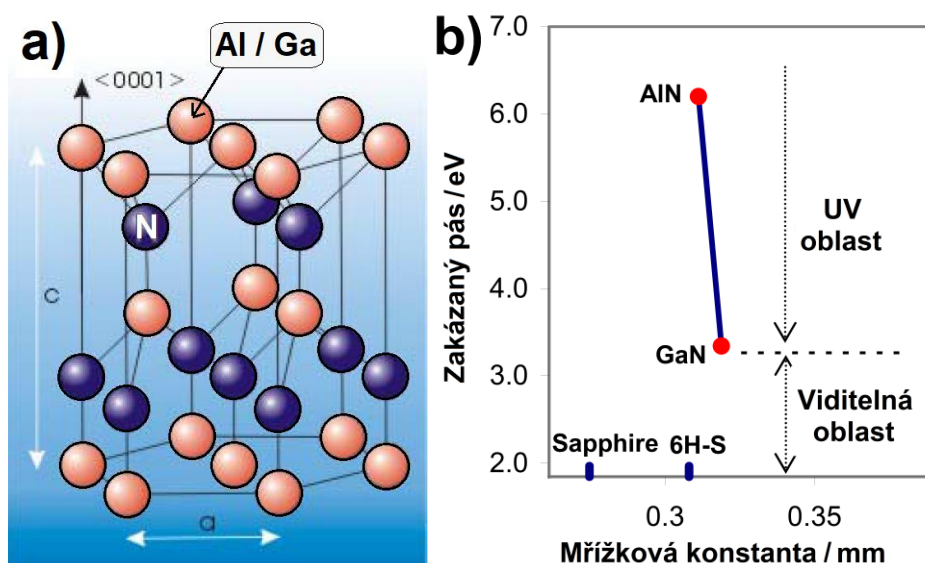 a)
Al / Ga
<0001>
N
c
a
b)
7.0
6.0
5.0
4.0
3.0
2.0
Zakázaný pás / eV
AlN
GaN
UV
oblast
Viditelná
oblast
Sapphire
6H-S
0.3
0.35
Mřížková konstanta / mm